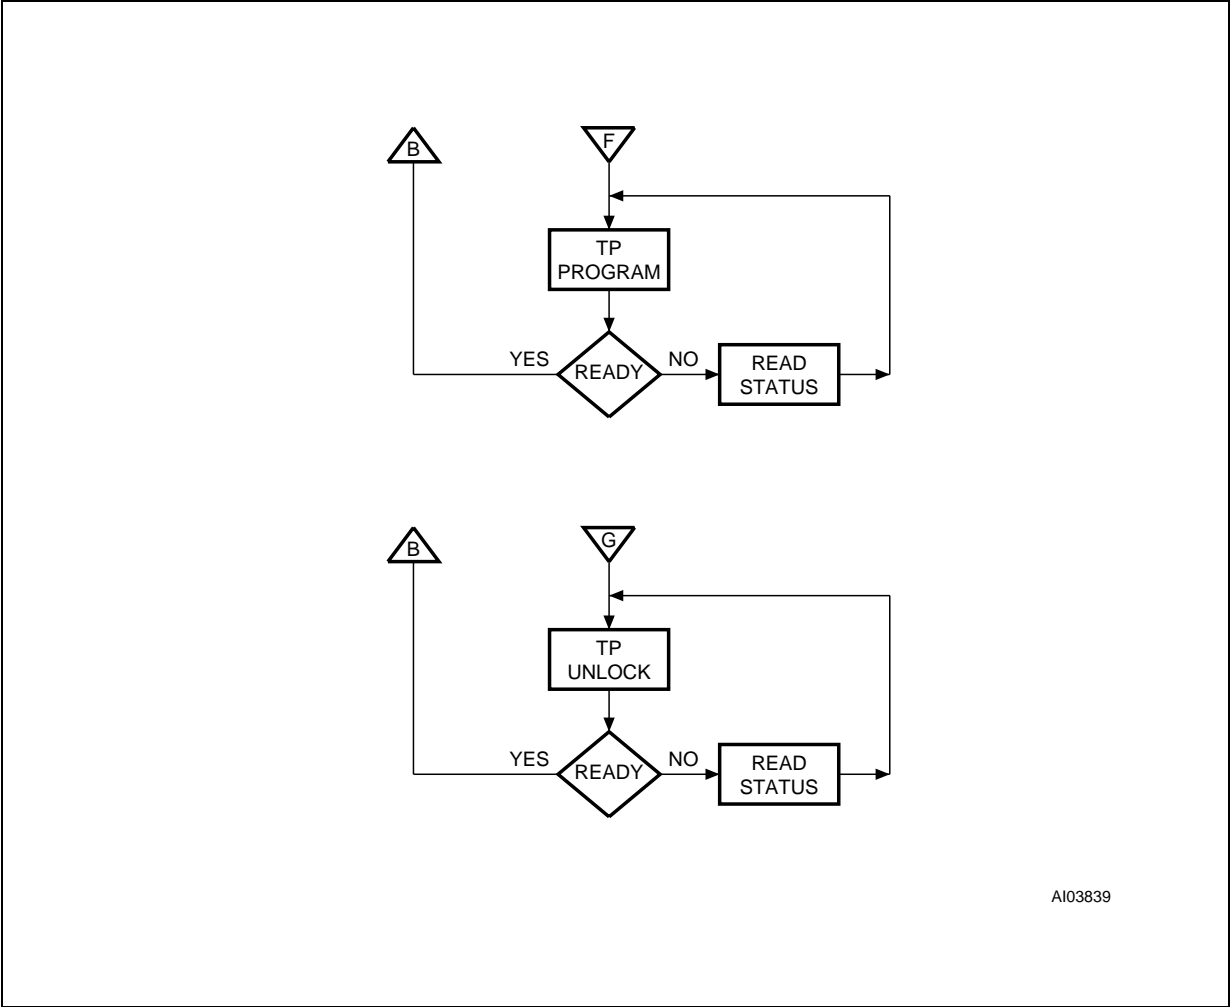 B
F
TP
PROGRAM
YES
READY
NO
READ
STATUS
B
G
TP
UNLOCK
YES
READY
NO
READ
STATUS
AI03839